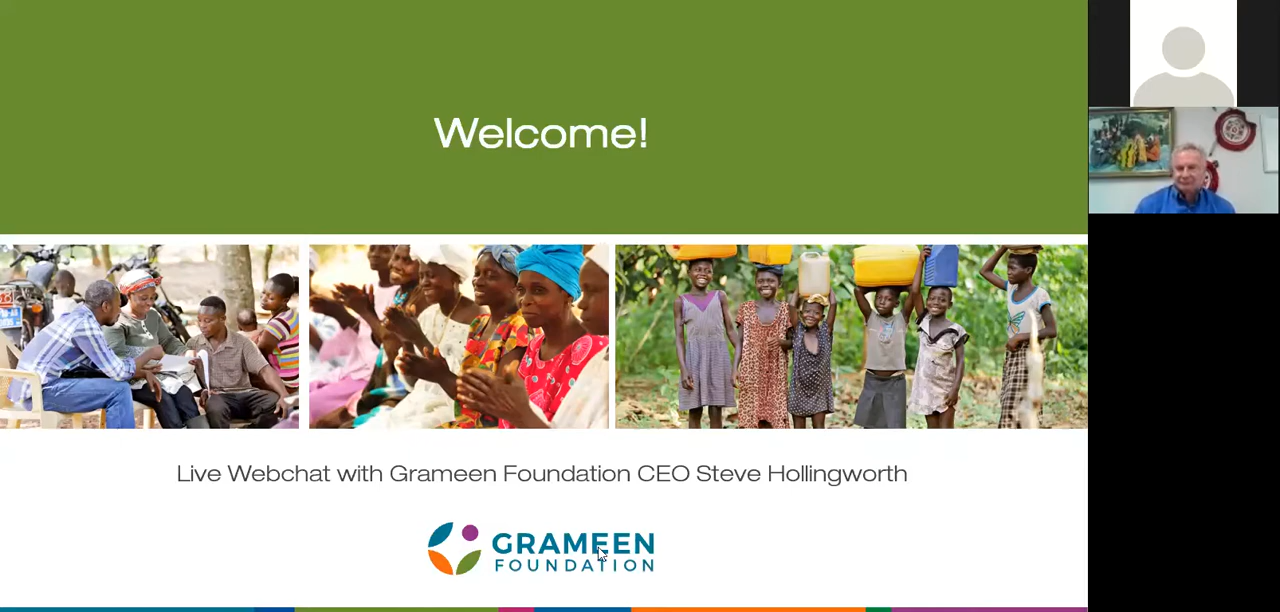 Welcome!
Live Webchat with Grameen Foundation CEO Steve Hollingworth
GRAMEEN
FOUNDATION